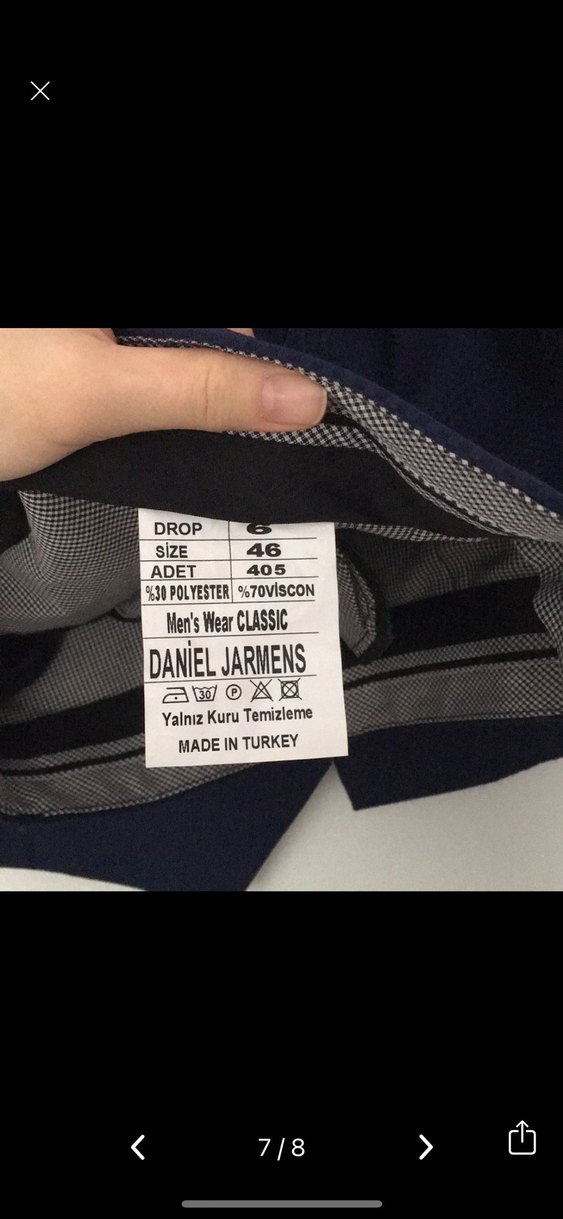 DROP 6
SİZE 46
ADET 405
%30 POLYESTER %70VİSCON
Men's Wear CLASSIC
DANİEL JARMENS
30 P
Yalnız Kuru Temizleme
MADE IN TURKEY
7/8